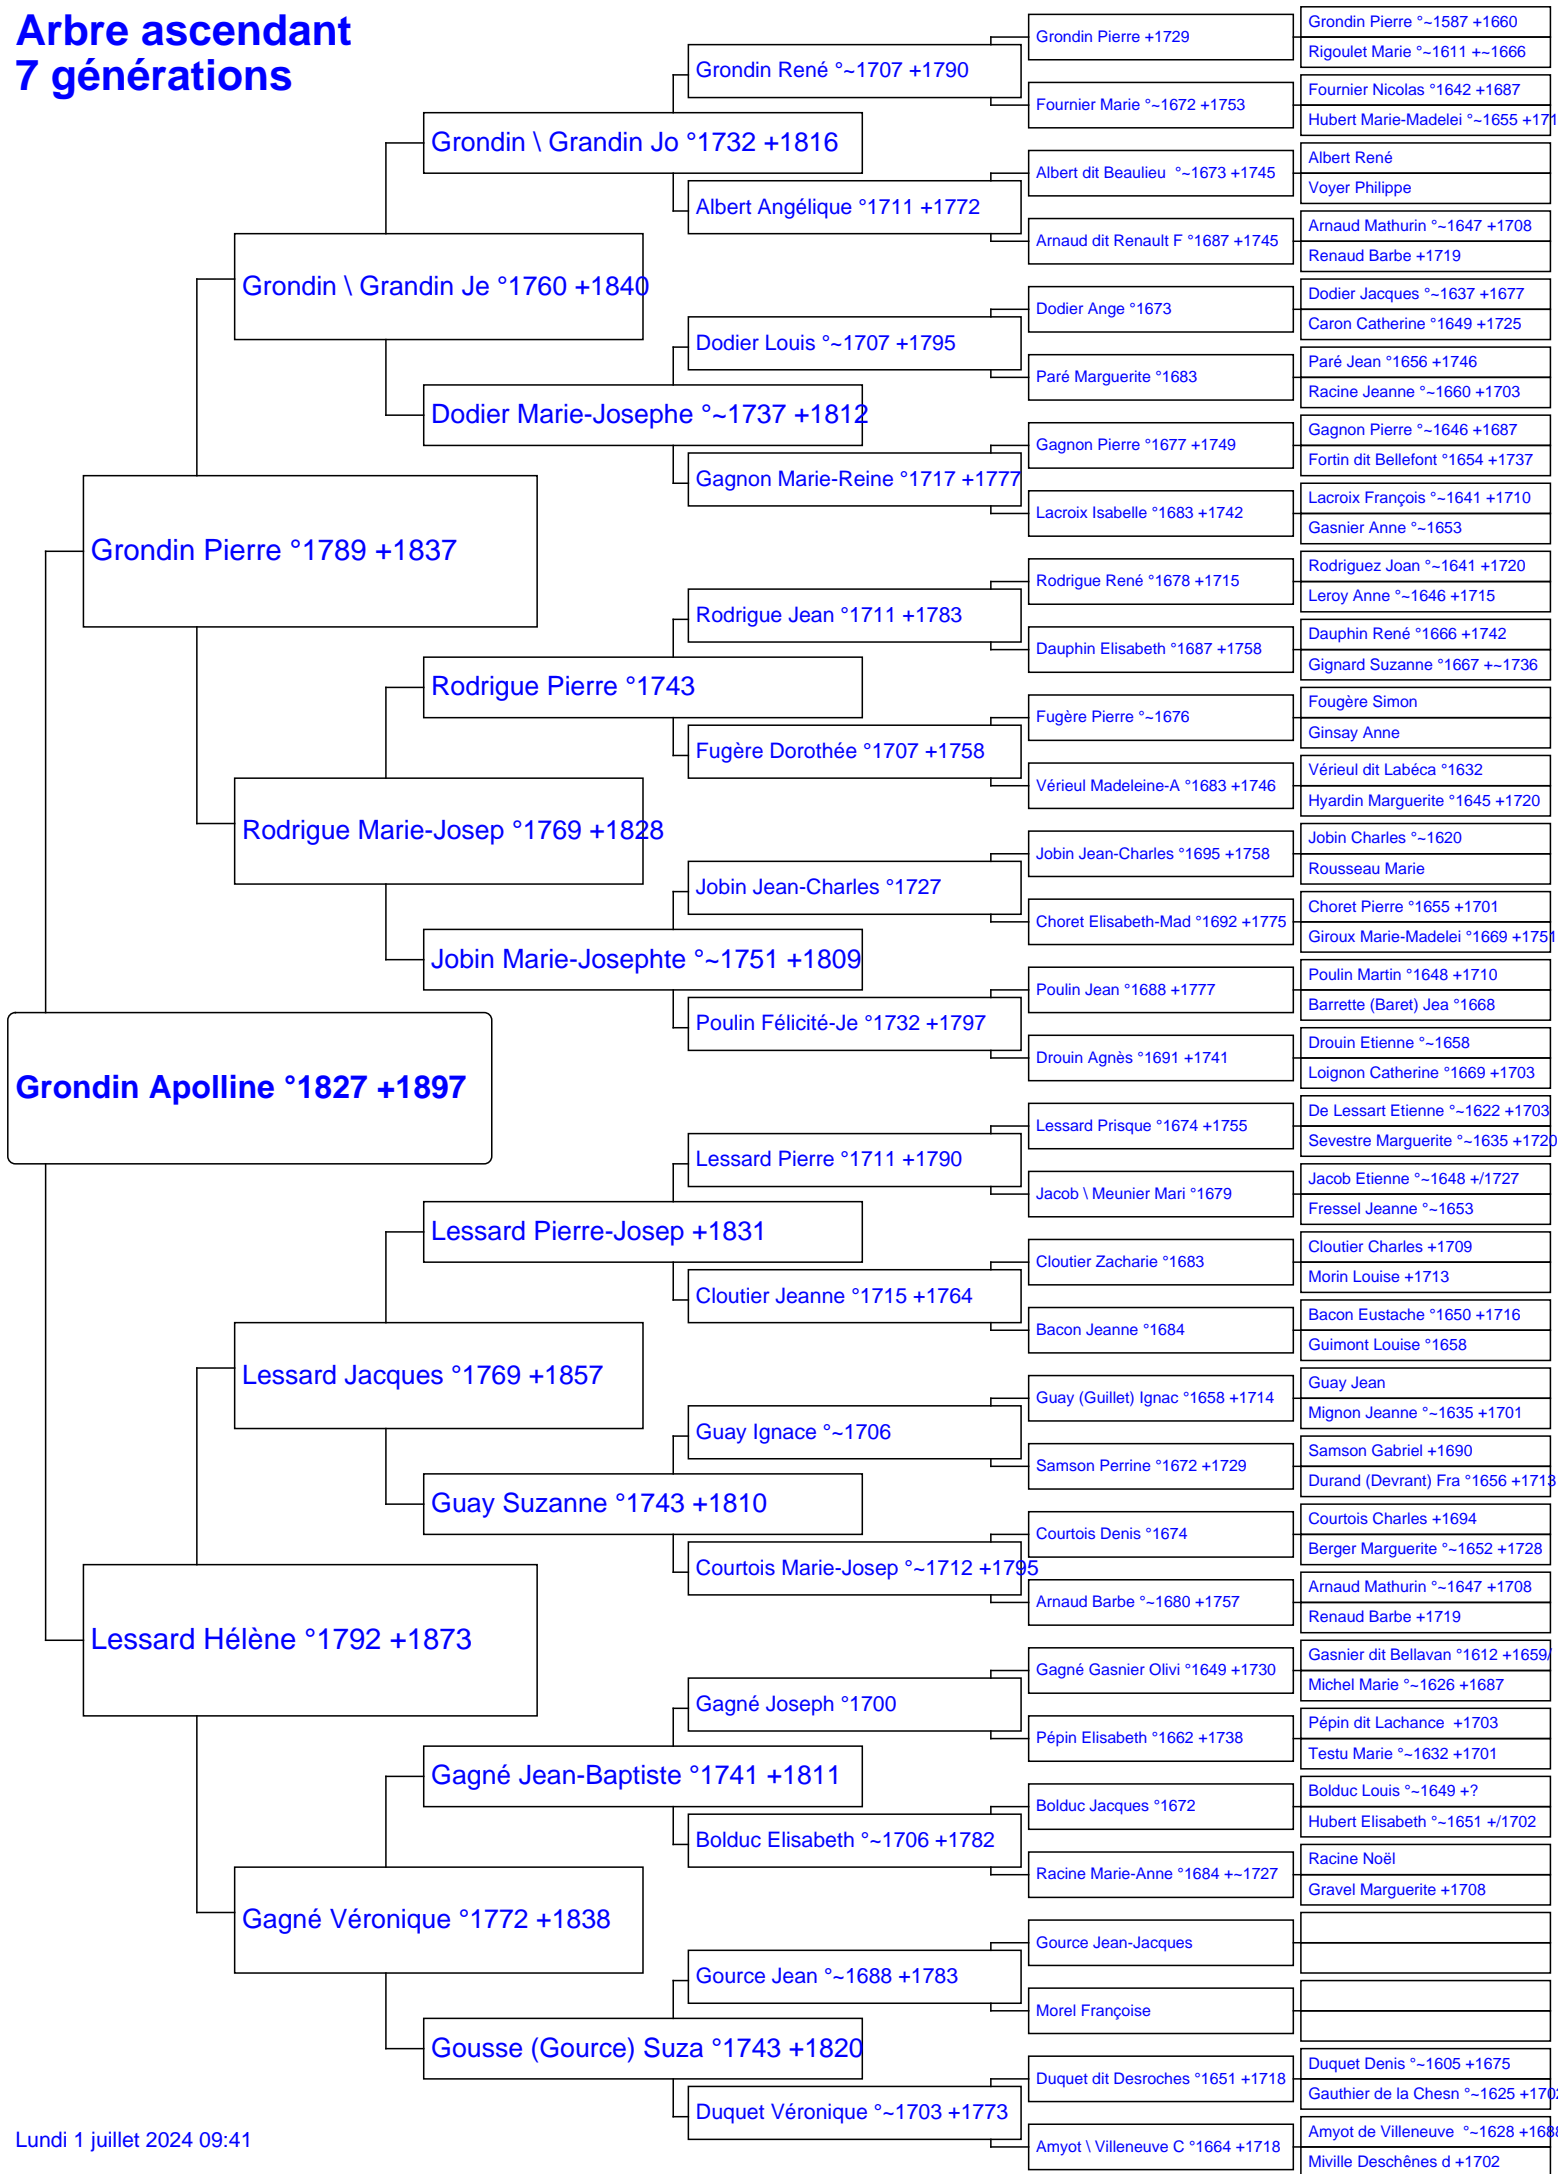 Arbre ascendant
7 générations
Grondin Apolline °1827 +1897
Grondin Pierre °1789 +1837
Lessard Hélène °1792 +1873
Grondin \ Grandin Je °1760 +1840
Rodrigue Marie-Josep °1769 +1828
Lessard Jacques °1769 +1857
Gagné Véronique °1772 +1838
Grondin \ Grandin Jo °1732 +1816
Dodier Marie-Josephe °~1737 +1812
Rodrigue Pierre °1743
Jobin Marie-Josephte °~1751 +1809
Lessard Pierre-Josep +1831
Guay Suzanne °1743 +1810
Gagné Jean-Baptiste °1741 +1811
Gousse (Gource) Suza °1743 +1820
Grondin René °~1707 +1790
Albert Angélique °1711 +1772
Dodier Louis °~1707 +1795
Gagnon Marie-Reine °1717 +1777
Rodrigue Jean °1711 +1783
Fugère Dorothée °1707 +1758
Jobin Jean-Charles °1727
Poulin Félicité-Je °1732 +1797
Lessard Pierre °1711 +1790
Cloutier Jeanne °1715 +1764
Guay Ignace °~1706
Courtois Marie-Josep °~1712 +1795
Gagné Joseph °1700
Bolduc Elisabeth °~1706 +1782
Gource Jean °~1688 +1783
Duquet Véronique °~1703 +1773
Grondin Pierre +1729
Fournier Marie °~1672 +1753
Albert dit Beaulieu  °~1673 +1745
Arnaud dit Renault F °1687 +1745
Dodier Ange °1673
Paré Marguerite °1683
Gagnon Pierre °1677 +1749
Lacroix Isabelle °1683 +1742
Rodrigue René °1678 +1715
Dauphin Elisabeth °1687 +1758
Fugère Pierre °~1676
Vérieul Madeleine-A °1683 +1746
Jobin Jean-Charles °1695 +1758
Choret Elisabeth-Mad °1692 +1775
Poulin Jean °1688 +1777
Drouin Agnès °1691 +1741
Lessard Prisque °1674 +1755
Jacob \ Meunier Mari °1679
Cloutier Zacharie °1683
Bacon Jeanne °1684
Guay (Guillet) Ignac °1658 +1714
Samson Perrine °1672 +1729
Courtois Denis °1674
Arnaud Barbe °~1680 +1757
Gagné Gasnier Olivi °1649 +1730
Pépin Elisabeth °1662 +1738
Bolduc Jacques °1672
Racine Marie-Anne °1684 +~1727
Gource Jean-Jacques
Morel Françoise
Duquet dit Desroches °1651 +1718
Amyot \ Villeneuve C °1664 +1718
Grondin Pierre °~1587 +1660
Rigoulet Marie °~1611 +~1666
Fournier Nicolas °1642 +1687
Hubert Marie-Madelei °~1655 +171
Albert René
Voyer Philippe
Arnaud Mathurin °~1647 +1708
Renaud Barbe +1719
Dodier Jacques °~1637 +1677
Caron Catherine °1649 +1725
Paré Jean °1656 +1746
Racine Jeanne °~1660 +1703
Gagnon Pierre °~1646 +1687
Fortin dit Bellefont °1654 +1737
Lacroix François °~1641 +1710
Gasnier Anne °~1653
Rodriguez Joan °~1641 +1720
Leroy Anne °~1646 +1715
Dauphin René °1666 +1742
Gignard Suzanne °1667 +~1736
Fougère Simon
Ginsay Anne
Vérieul dit Labéca °1632
Hyardin Marguerite °1645 +1720
Jobin Charles °~1620
Rousseau Marie
Choret Pierre °1655 +1701
Giroux Marie-Madelei °1669 +1751
Poulin Martin °1648 +1710
Barrette (Baret) Jea °1668
Drouin Etienne °~1658
Loignon Catherine °1669 +1703
De Lessart Etienne °~1622 +1703
Sevestre Marguerite °~1635 +1720
Jacob Etienne °~1648 +/1727
Fressel Jeanne °~1653
Cloutier Charles +1709
Morin Louise +1713
Bacon Eustache °1650 +1716
Guimont Louise °1658
Guay Jean
Mignon Jeanne °~1635 +1701
Samson Gabriel +1690
Durand (Devrant) Fra °1656 +1713
Courtois Charles +1694
Berger Marguerite °~1652 +1728
Arnaud Mathurin °~1647 +1708
Renaud Barbe +1719
Gasnier dit Bellavan °1612 +1659/
Michel Marie °~1626 +1687
Pépin dit Lachance  +1703
Testu Marie °~1632 +1701
Bolduc Louis °~1649 +?
Hubert Elisabeth °~1651 +/1702
Racine Noël
Gravel Marguerite +1708
Duquet Denis °~1605 +1675
Gauthier de la Chesn °~1625 +1702
Amyot de Villeneuve  °~1628 +1688
Miville Deschênes d +1702
Lundi 1 juillet 2024 09:41